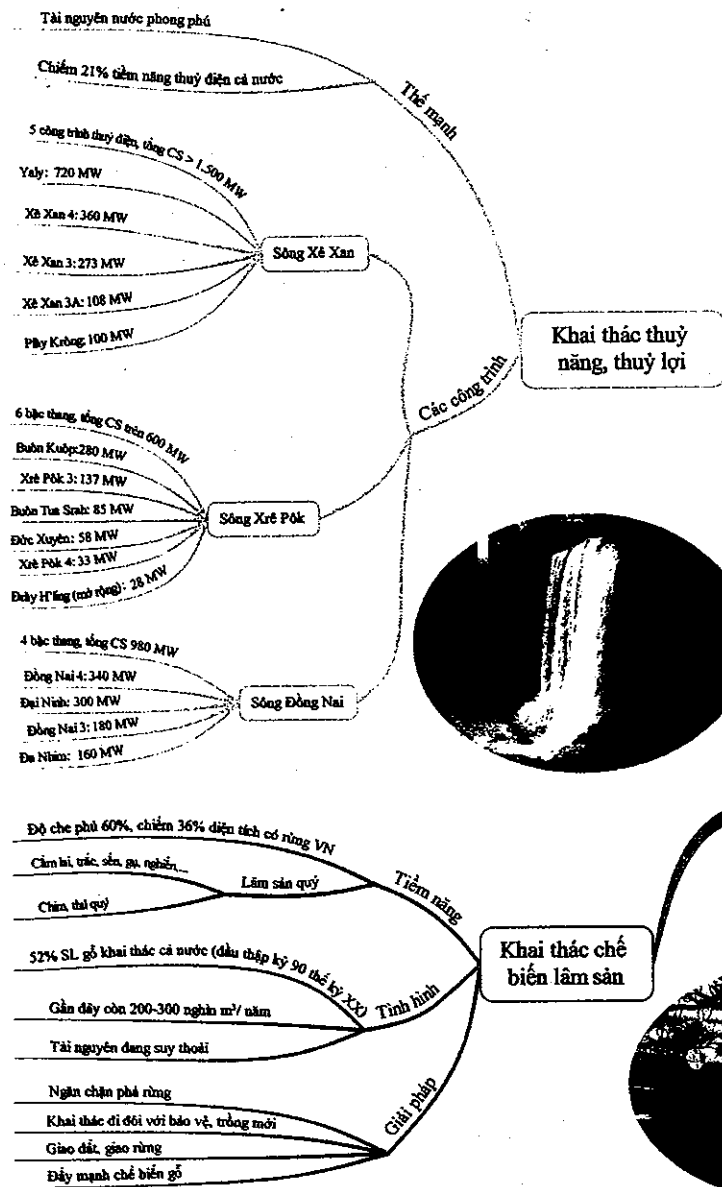 Tài nguyên nước phong phú
Chiếm 21% tiềm năng thuỷ điện cả nước
Thế mạnh
5 công trình thuỷ điện, tổng CS > 1.500 MW
Yaly: 720 MW
Xê Xan 4: 360 MW
Xê Xan 3: 273 MW
Xê Xan 3A: 108 MW
Plây Krông: 100 MW
Sông Xê Xan
Khai thác thuỷ
năng, thuỷ lợi
Các công trình
6 bậc thang, tổng CS trên 600 MW
Buôn Kuôp:280 MW
Xrê Pôk 3: 137 MW
Buôn Tua Srah: 85 MW
Đức Xuyên: 58 MW
Xrê Pôk 4: 33 MW
Đrây H'ling (mở rộng): 28 MW
Sông Xrê Pôk
4 bậc thang, tổng CS 980 MW
Đồng Nai 4: 340 MW
Đại Ninh: 300 MW
Đồng Nai 3: 180 MW
Đa Nhim: 160 MW
Sông Đồng Nai
Độ che phủ 60%, chiếm 36% diện tích có rừng VN
Cẩm lai, trắc, sến, gụ, nghiến,...
Chim, thú quý
Lâm sản quý
Tiềm năng
52% SL gỗ khai thác cả nước (đầu thập kỷ 90 thế kỷ XX)
Gần đây còn 200-300 nghìn m³/ năm
Tài nguyên đang suy thoái
Tình hình
Khai thác chế
biến lâm sản
Ngăn chặn phá rừng
Khai thác đi đôi với bảo vệ, trồng mới
Giao đất, giao rừng
Đẩy mạnh chế biến gỗ
Giải pháp